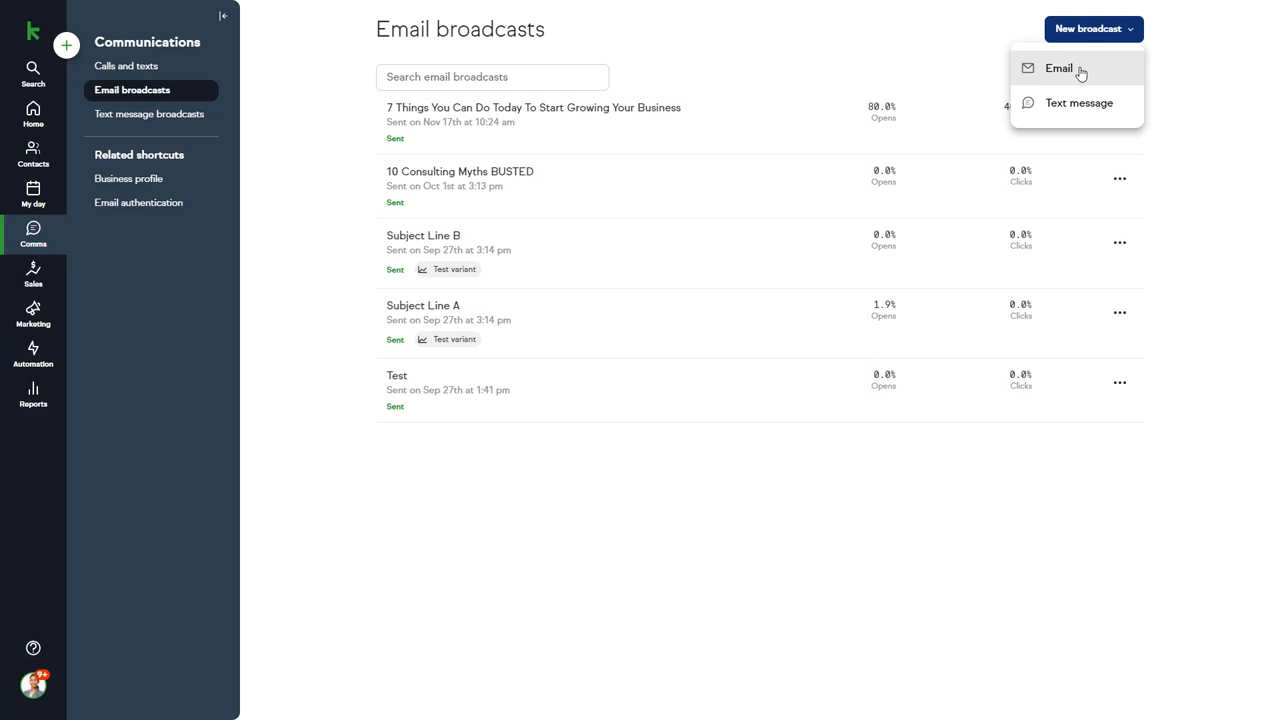 Search
Home
Contacts
My day
Comms
Sales
Marketing
Automation
Reports
9+
Communications
Calls and texts
Email broadcasts
Text message broadcasts
Related shortcuts
Business profile
Email authentication
Email broadcasts
New broadcast
Email
Text message
Search email broadcasts
7 Things You Can Do Today To Start Growing Your Business
Sent on Nov 17th at 10:24 am
Sent
80.0%
Opens
10 Consulting Myths BUSTED
Sent on Oct 1st at 3:13 pm
Sent
0.0%
Opens
0.0%
Clicks
Subject Line B
Sent on Sep 27th at 3:14 pm
Sent Test variant
0.0%
Opens
0.0%
Clicks
Subject Line A
Sent on Sep 27th at 3:14 pm
Sent Test variant
1.9%
Opens
0.0%
Clicks
Test
Sent on Sep 27th at 1:41 pm
Sent
0.0%
Opens
0.0%
Clicks